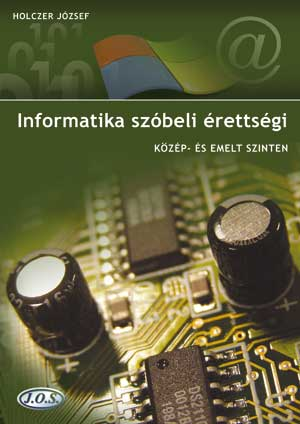 HOLCZER JÓZSEF
@
Informatika szóbeli érettségi
KÖZÉP- ÉS EMELT SZINTEN
J.O.S.